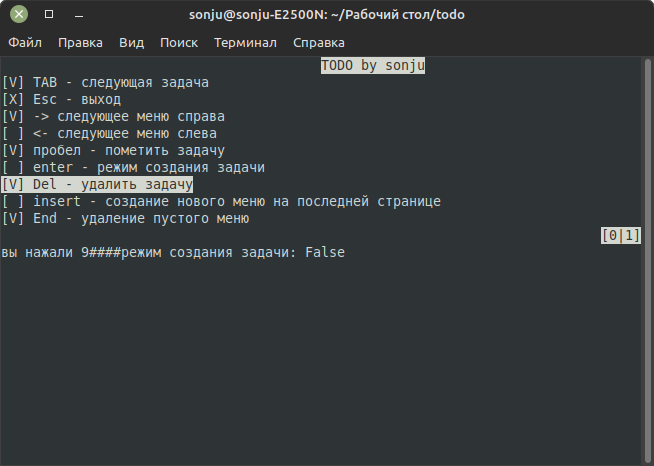 sonju@sonju-E2500N: ~/Рабочий стол/todo
Файл Правка Вид Поиск Терминал Справка
TODO by sonju
[V] TAB - следующая задача
[X] Esc - выход
[V] -> следующее меню справа
[ ] <- следующее меню слева
[V] пробел - пометить задачу
[ ] enter - режим создания задачи
[V] Del - удалить задачу
[ ] insert - создание нового меню на последней странице
[V] End - удаление пустого меню
[0|1]
вы нажали 9####режим создания задачи: False